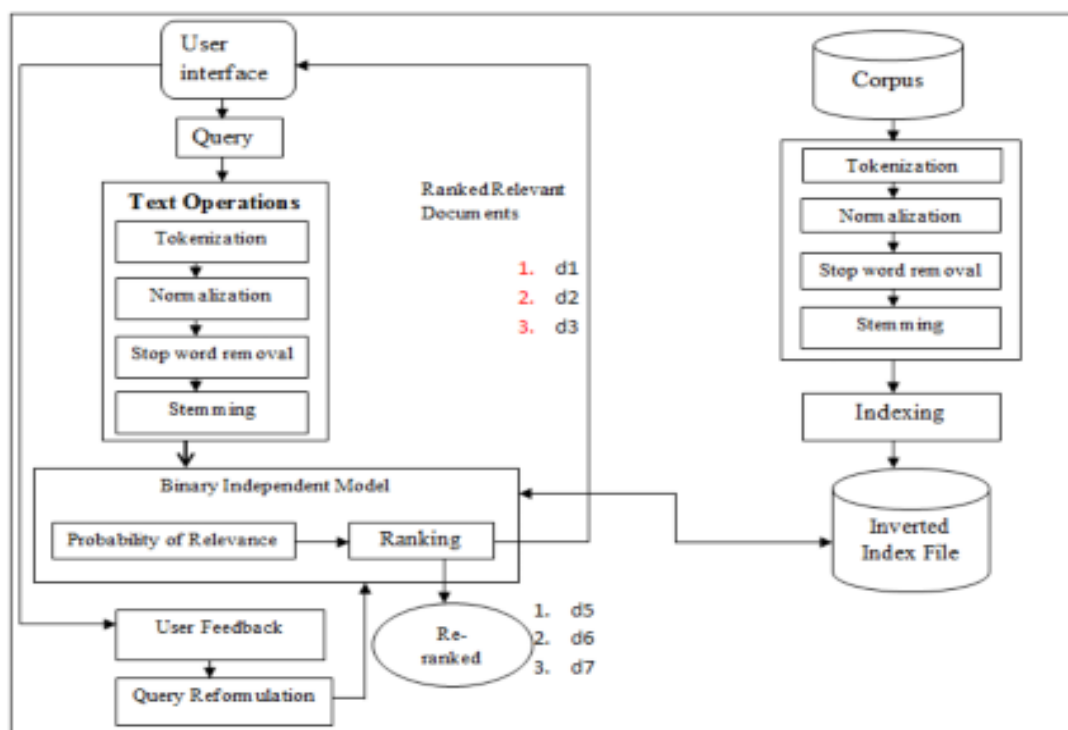 User
interface
Query
Text Operations
Tokenization
Normalization
Stop word removal
Stemming
Ranked Relevant
Documents
1. d1
2. d2
3. d3
Corpus
Tokenization
Normalization
Stop word removal
Stemming
Indexing
Inverted
Index File
Binary Independent Model
Probability of Relevance
Ranking
User Feedback
Query Reformulation
Re-
ranked
1. d5
2. d6
3. d7